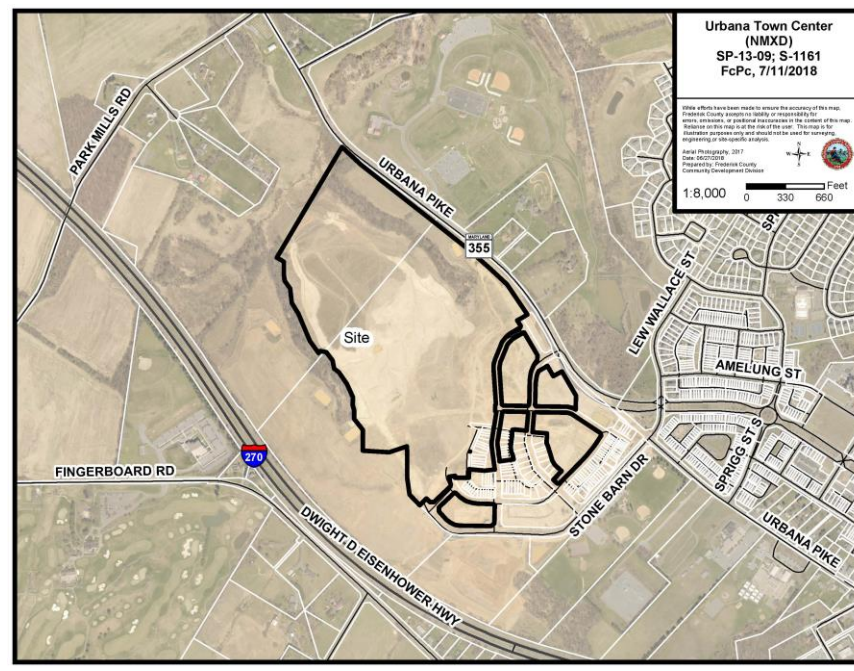 Urbana Town Center
(NMXD)
SP-13-09; S-1161
FcPc, 7/11/2018
While efforts have been made to ensure the accuracy of this map,
Frederick County accepts no liability or responsibility for
errors, omissions, or positional inaccuracies in the content of this map.
Reliance on this map is at the risk of the user. This map is for
illustration purposes only and should not be used for surveying,
engineering, or site-specific analysis.
Aerial Photography, 2017
Date: 06/27/2018
Prepared by: Frederick County
Community Development Division
N
W E
S
1:8,000
Feet
0 330 660
PARK MILLS RD
URBANA PIKE
MARYLAND
355
Site
LEW WALLACE ST
AMELUNG ST
SPRIGG ST S
STONE BARN DR
URBANA PIKE
270
FINGERBOARD RD
DWIGHT D EISENHOWER HWY